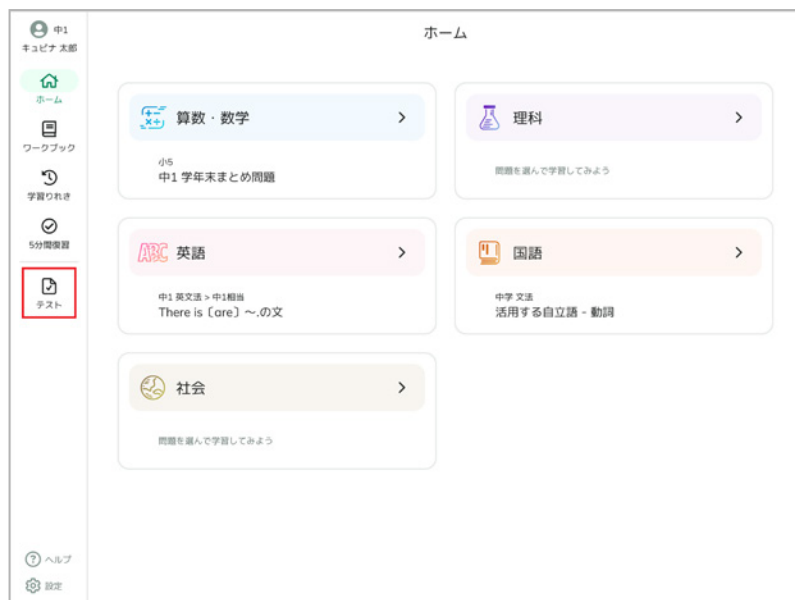 中1
キュビナ 太郎
ホーム
ワークブック
学習りれき
5分間復習
テスト
ヘルプ
設定
ホーム
算数・数学
小5
中1 学年末まとめ問題
理科
問題を選んで学習してみよう
ABC 英語
中1 英文法 > 中1相当
There is〔are〕～.の文
国語
中学 文法
活用する自立語 - 動詞
社会
問題を選んで学習してみよう